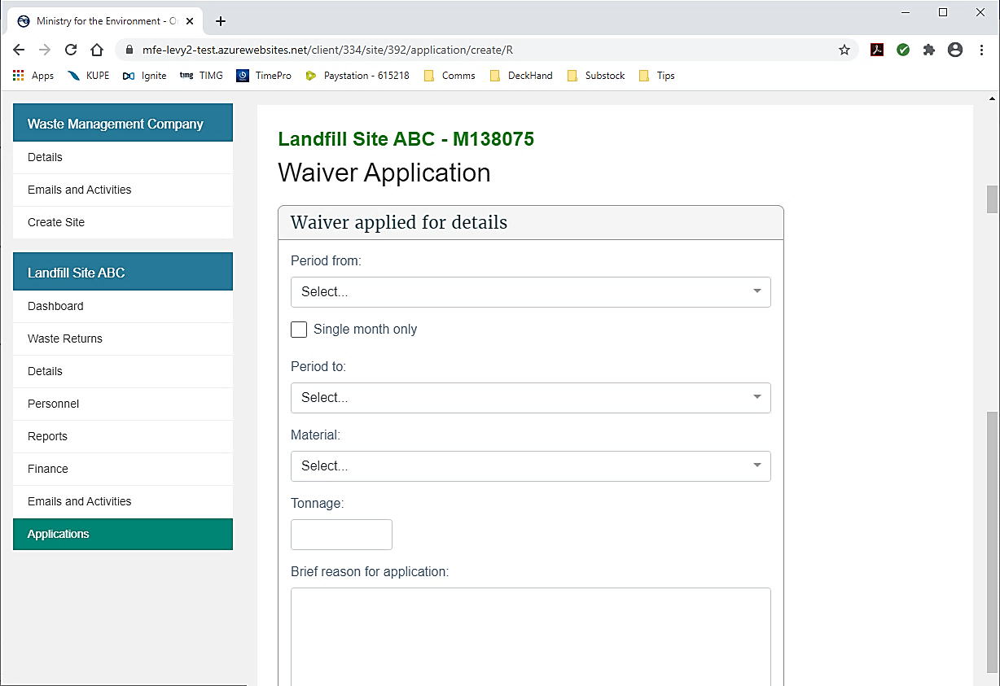 Ministry for the Environment - O
mfe-levy2-test.azurewebsites.net/client/334/site/392/application/create/R
Apps KUPE Ignite timg TIMG TimePro Paystation - 615218 Comms DeckHand Substock Tips
Waste Management Company
Details
Emails and Activities
Create Site
Landfill Site ABC
Dashboard
Waste Returns
Details
Personnel
Reports
Finance
Emails and Activities
Applications
Landfill Site ABC - M138075
Waiver Application
Waiver applied for details
Period from:
Select...
Single month only
Period to:
Select...
Material:
Select...
Tonnage:
Brief reason for application: